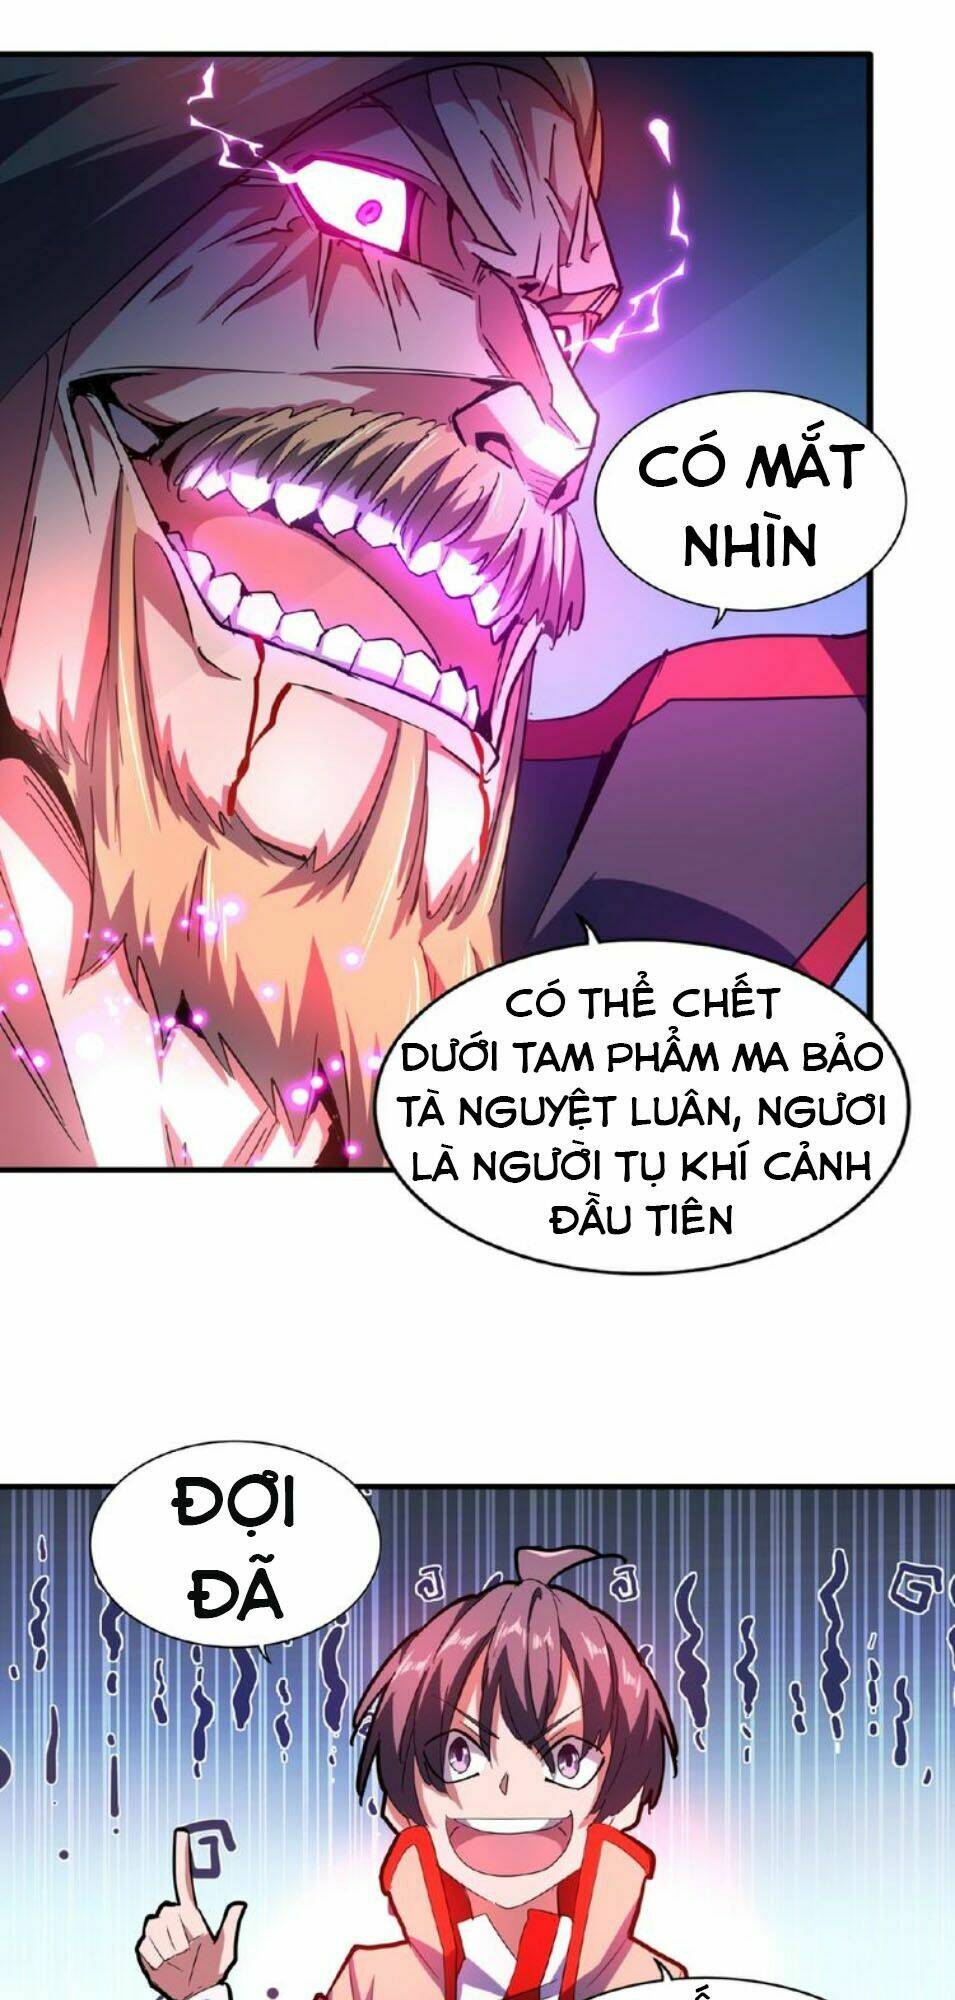 CÓ MẮT
NHÌN
CÓ THỂ CHẾT
DƯỚI TAM PHẨM MA BẢO
TÀ NGUYỆT LUÂN, NGƯƠI
LÀ NGƯỜI TỤ KHÍ CẢNH
ĐẦU TIÊN
ĐỢI
ĐÃ